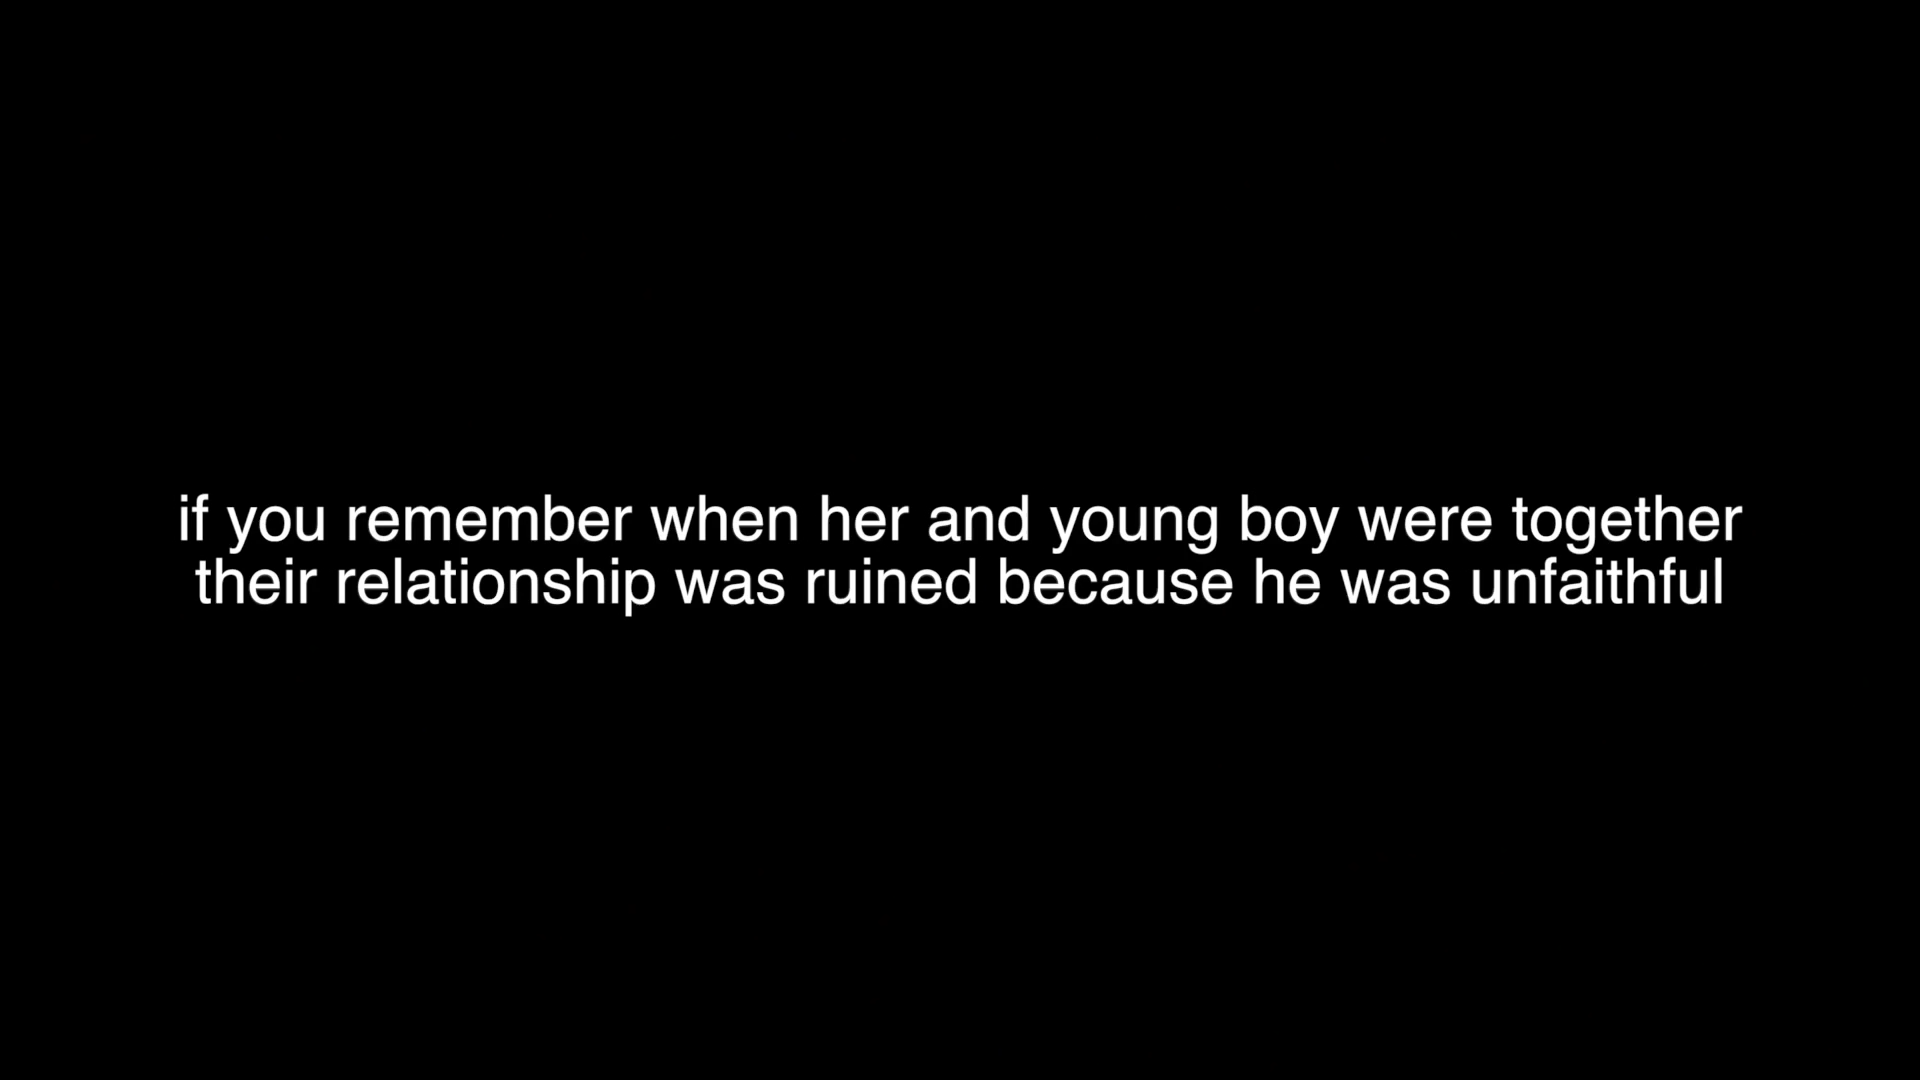 if you remember when her and young boy were together
their relationship was ruined because he was unfaithful